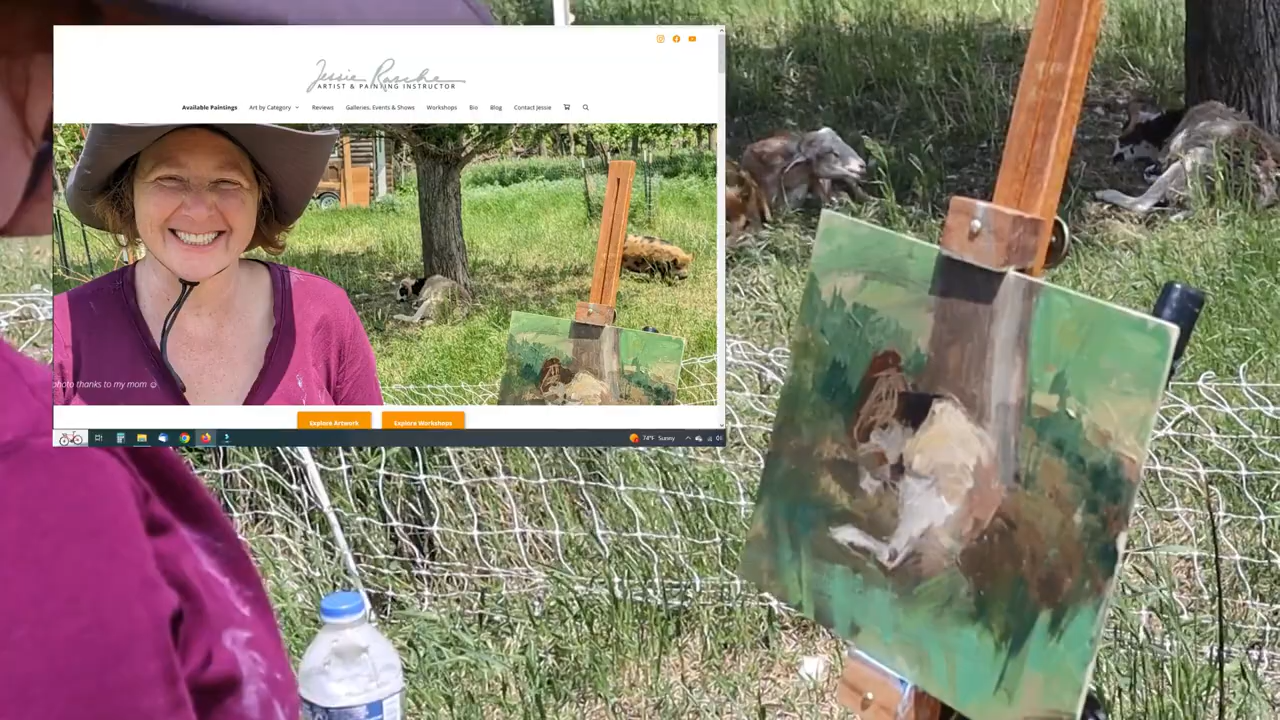 Jessie Rasche
ARTIST & PAINTING INSTRUCTOR
Available Paintings Art by Category Reviews Galleries, Events & Shows Workshops Bio Blog Contact Jessie
photo thanks to my mom ☺
Explore Artwork Explore Workshops
74°F Sunny